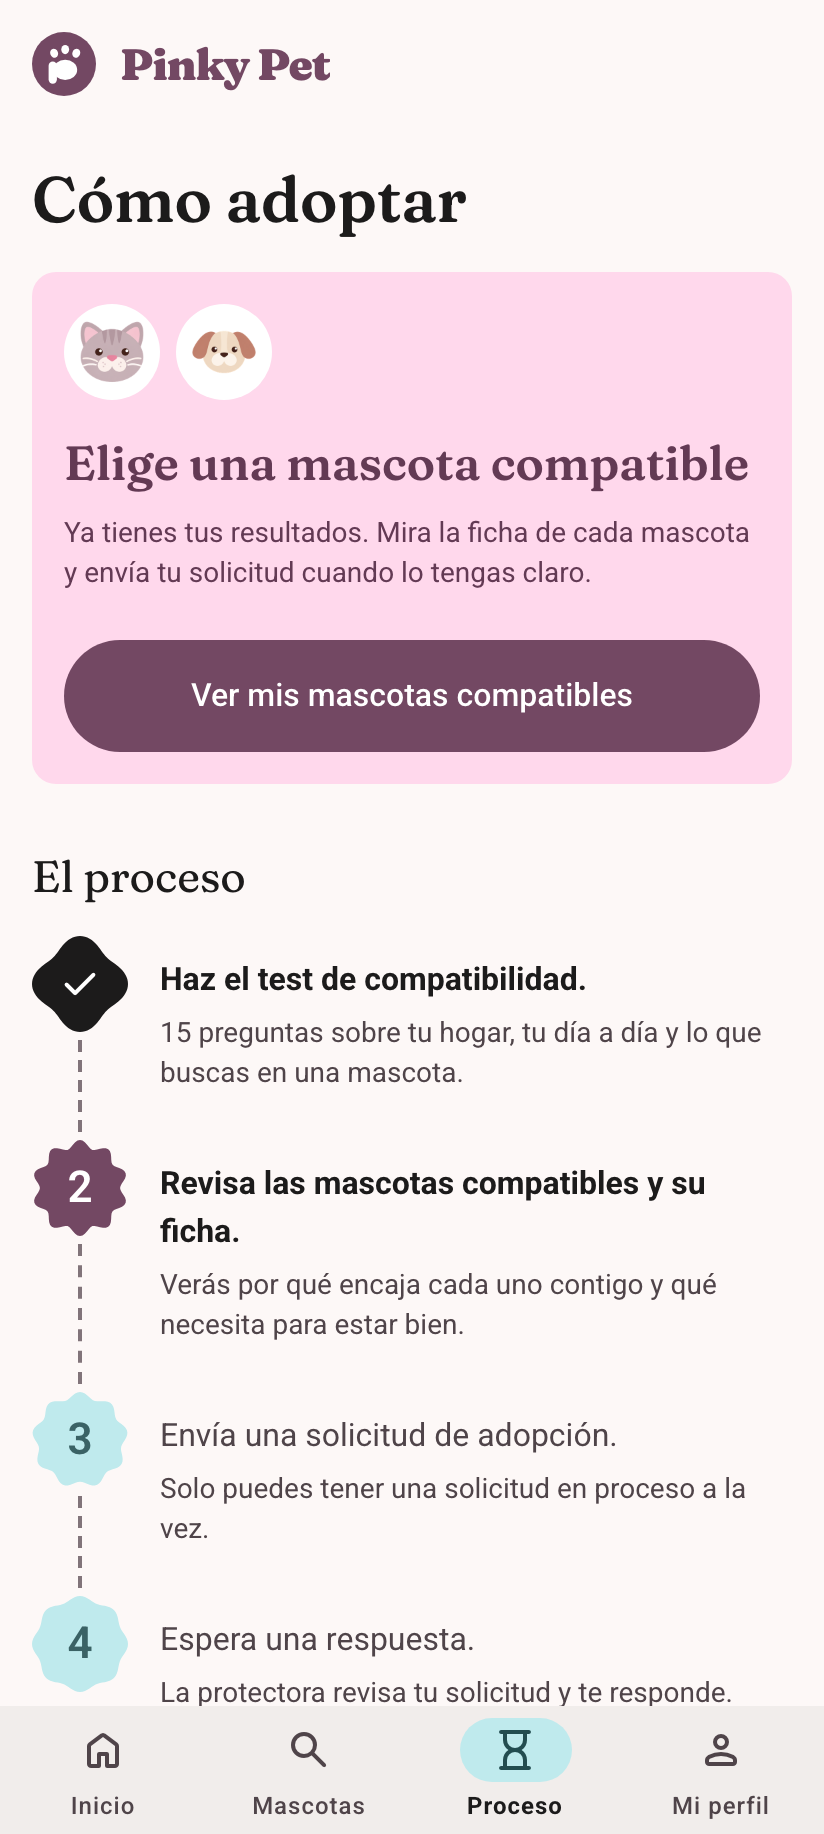 Pinky Pet
Cómo adoptar
Elige una mascota compatible
Ya tienes tus resultados. Mira la ficha de cada mascota
y envía tu solicitud cuando lo tengas claro.
Ver mis mascotas compatibles
El proceso
Haz el test de compatibilidad.
15 preguntas sobre tu hogar, tu día a día y lo que
buscas en una mascota.
2
Revisa las mascotas compatibles y su
ficha.
Verás por qué encaja cada uno contigo y qué
necesita para estar bien.
3
Envía una solicitud de adopción.
Solo puedes tener una solicitud en proceso a la
vez.
4
Espera una respuesta.
La protectora revisa tu solicitud y te responde.
Inicio
Mascotas
Proceso
Mi perfil